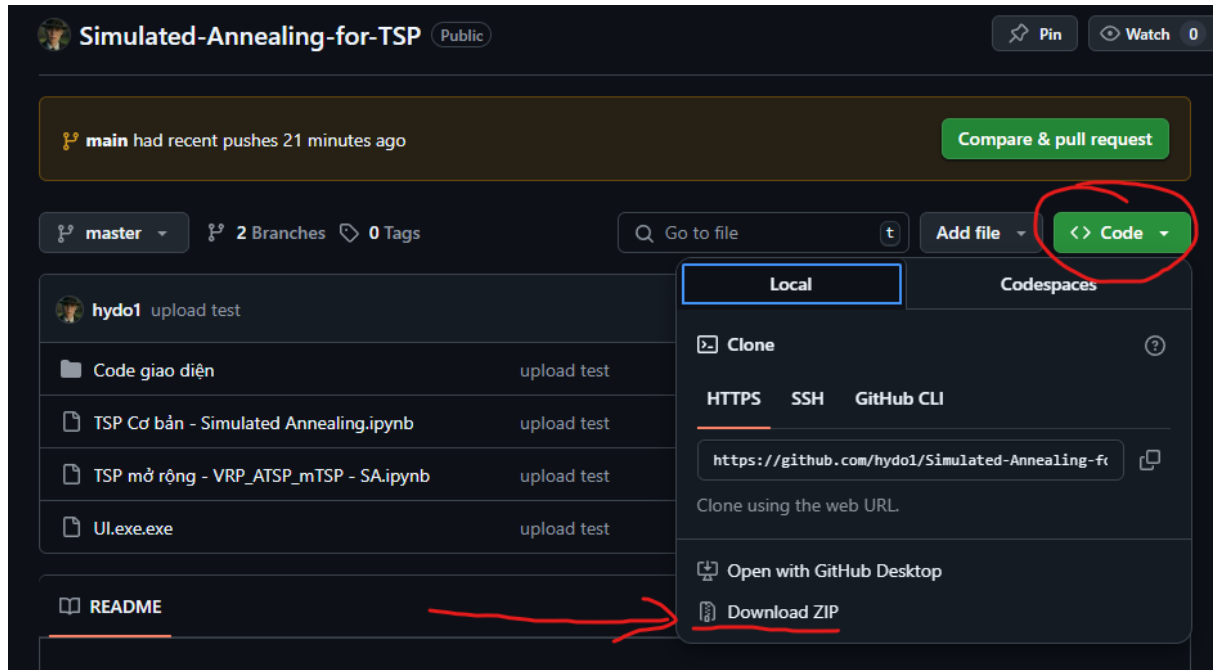 Simulated-Annealing-for-TSP Public Pin Watch 0
main had recent pushes 21 minutes ago Compare & pull request
master 2 Branches 0 Tags Go to file t Add file Code
Local Codespaces
hydo1 upload test
Clone
Code giao diện upload test
HTTPS SSH GitHub CLI
TSP Cơ bản - Simulated Annealing.ipynb upload test
https://github.com/hydo1/Simulated-Annealing-fo
TSP mở rộng - VRP_ATSP_mTSP - SA.ipynb upload test
Clone using the web URL.
UI.exe.exe upload test
Open with GitHub Desktop
README
Download ZIP